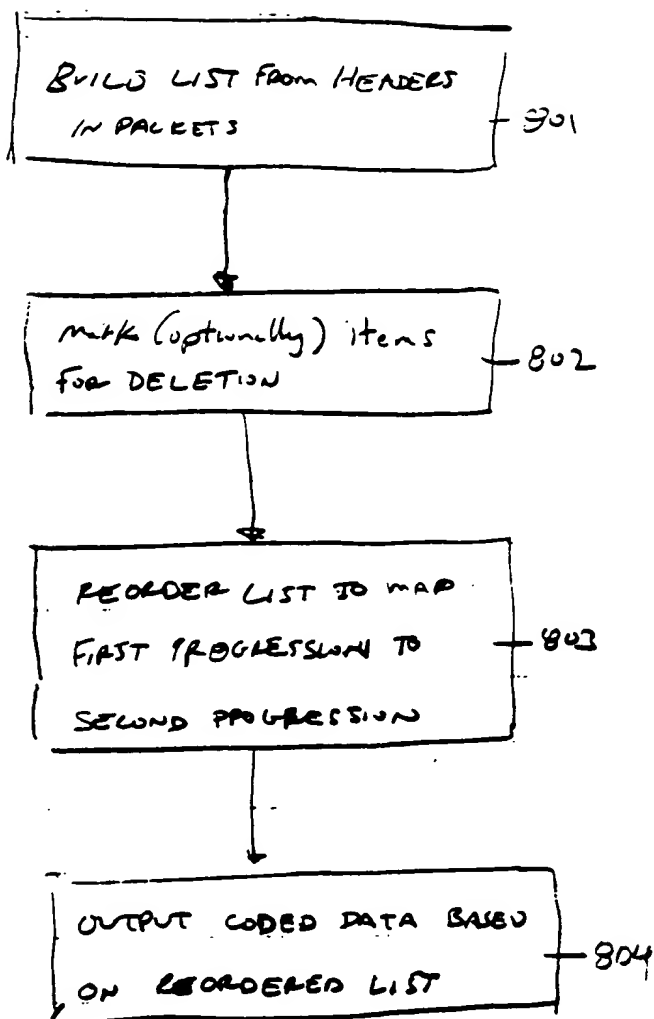 BUILD LIST FROM HEADERS
IN PACKETS
801
mark (optionally) items
FOR DELETION
802
REORDER LIST TO MAP
FIRST PROGRESSION TO
SECOND PROGRESSION
803
OUTPUT CODED DATA BASED
ON REORDERED LIST
804